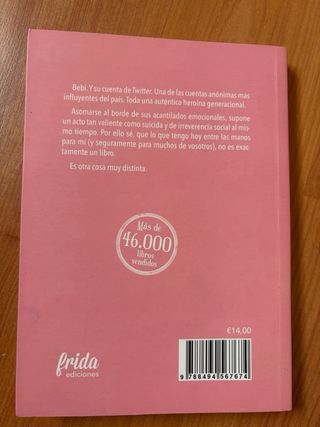 Bebi. Y su cuenta de Twitter. Una de las cuentas anónimas más
influyentes del país. Toda una auténtica heroína generacional.
Asomarse al borde de sus acantilados emocionales, supone
un acto tan valiente como suicida y de irreverencia social al mis-
mo tiempo. Por ello sé, que lo que tengo hoy entre las manos
para mí (y seguramente para muchos de vosotros), no es exac-
tamente un libro.
Es otra cosa muy distinta.
Más de
46.000
libros
vendidos
€14,00
frida
ediciones
9 788494 567674